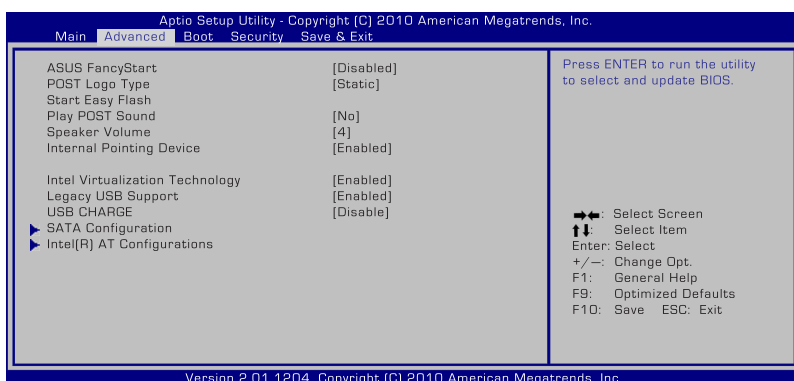 Aptio Setup Utility - Copyright (C) 2010 American Megatrends, Inc.
Main Advanced Boot Security Save & Exit
ASUS FancyStart [Disabled]
POST Logo Type [Static]
Start Easy Flash
Play POST Sound [No]
Speaker Volume [4]
Internal Pointing Device [Enabled]
Intel Virtualization Technology [Enabled]
Legacy USB Support [Enabled]
USB CHARGE [Disable]
SATA Configuration
Intel(R) AT Configurations
Press ENTER to run the utility
to select and update BIOS.
→←: Select Screen
↑↓: Select Item
Enter: Select
+/—: Change Opt.
F1: General Help
F9: Optimized Defaults
F10: Save ESC: Exit
Version 2.01.1204. Copyright (C) 2010 American Megatrends, Inc.